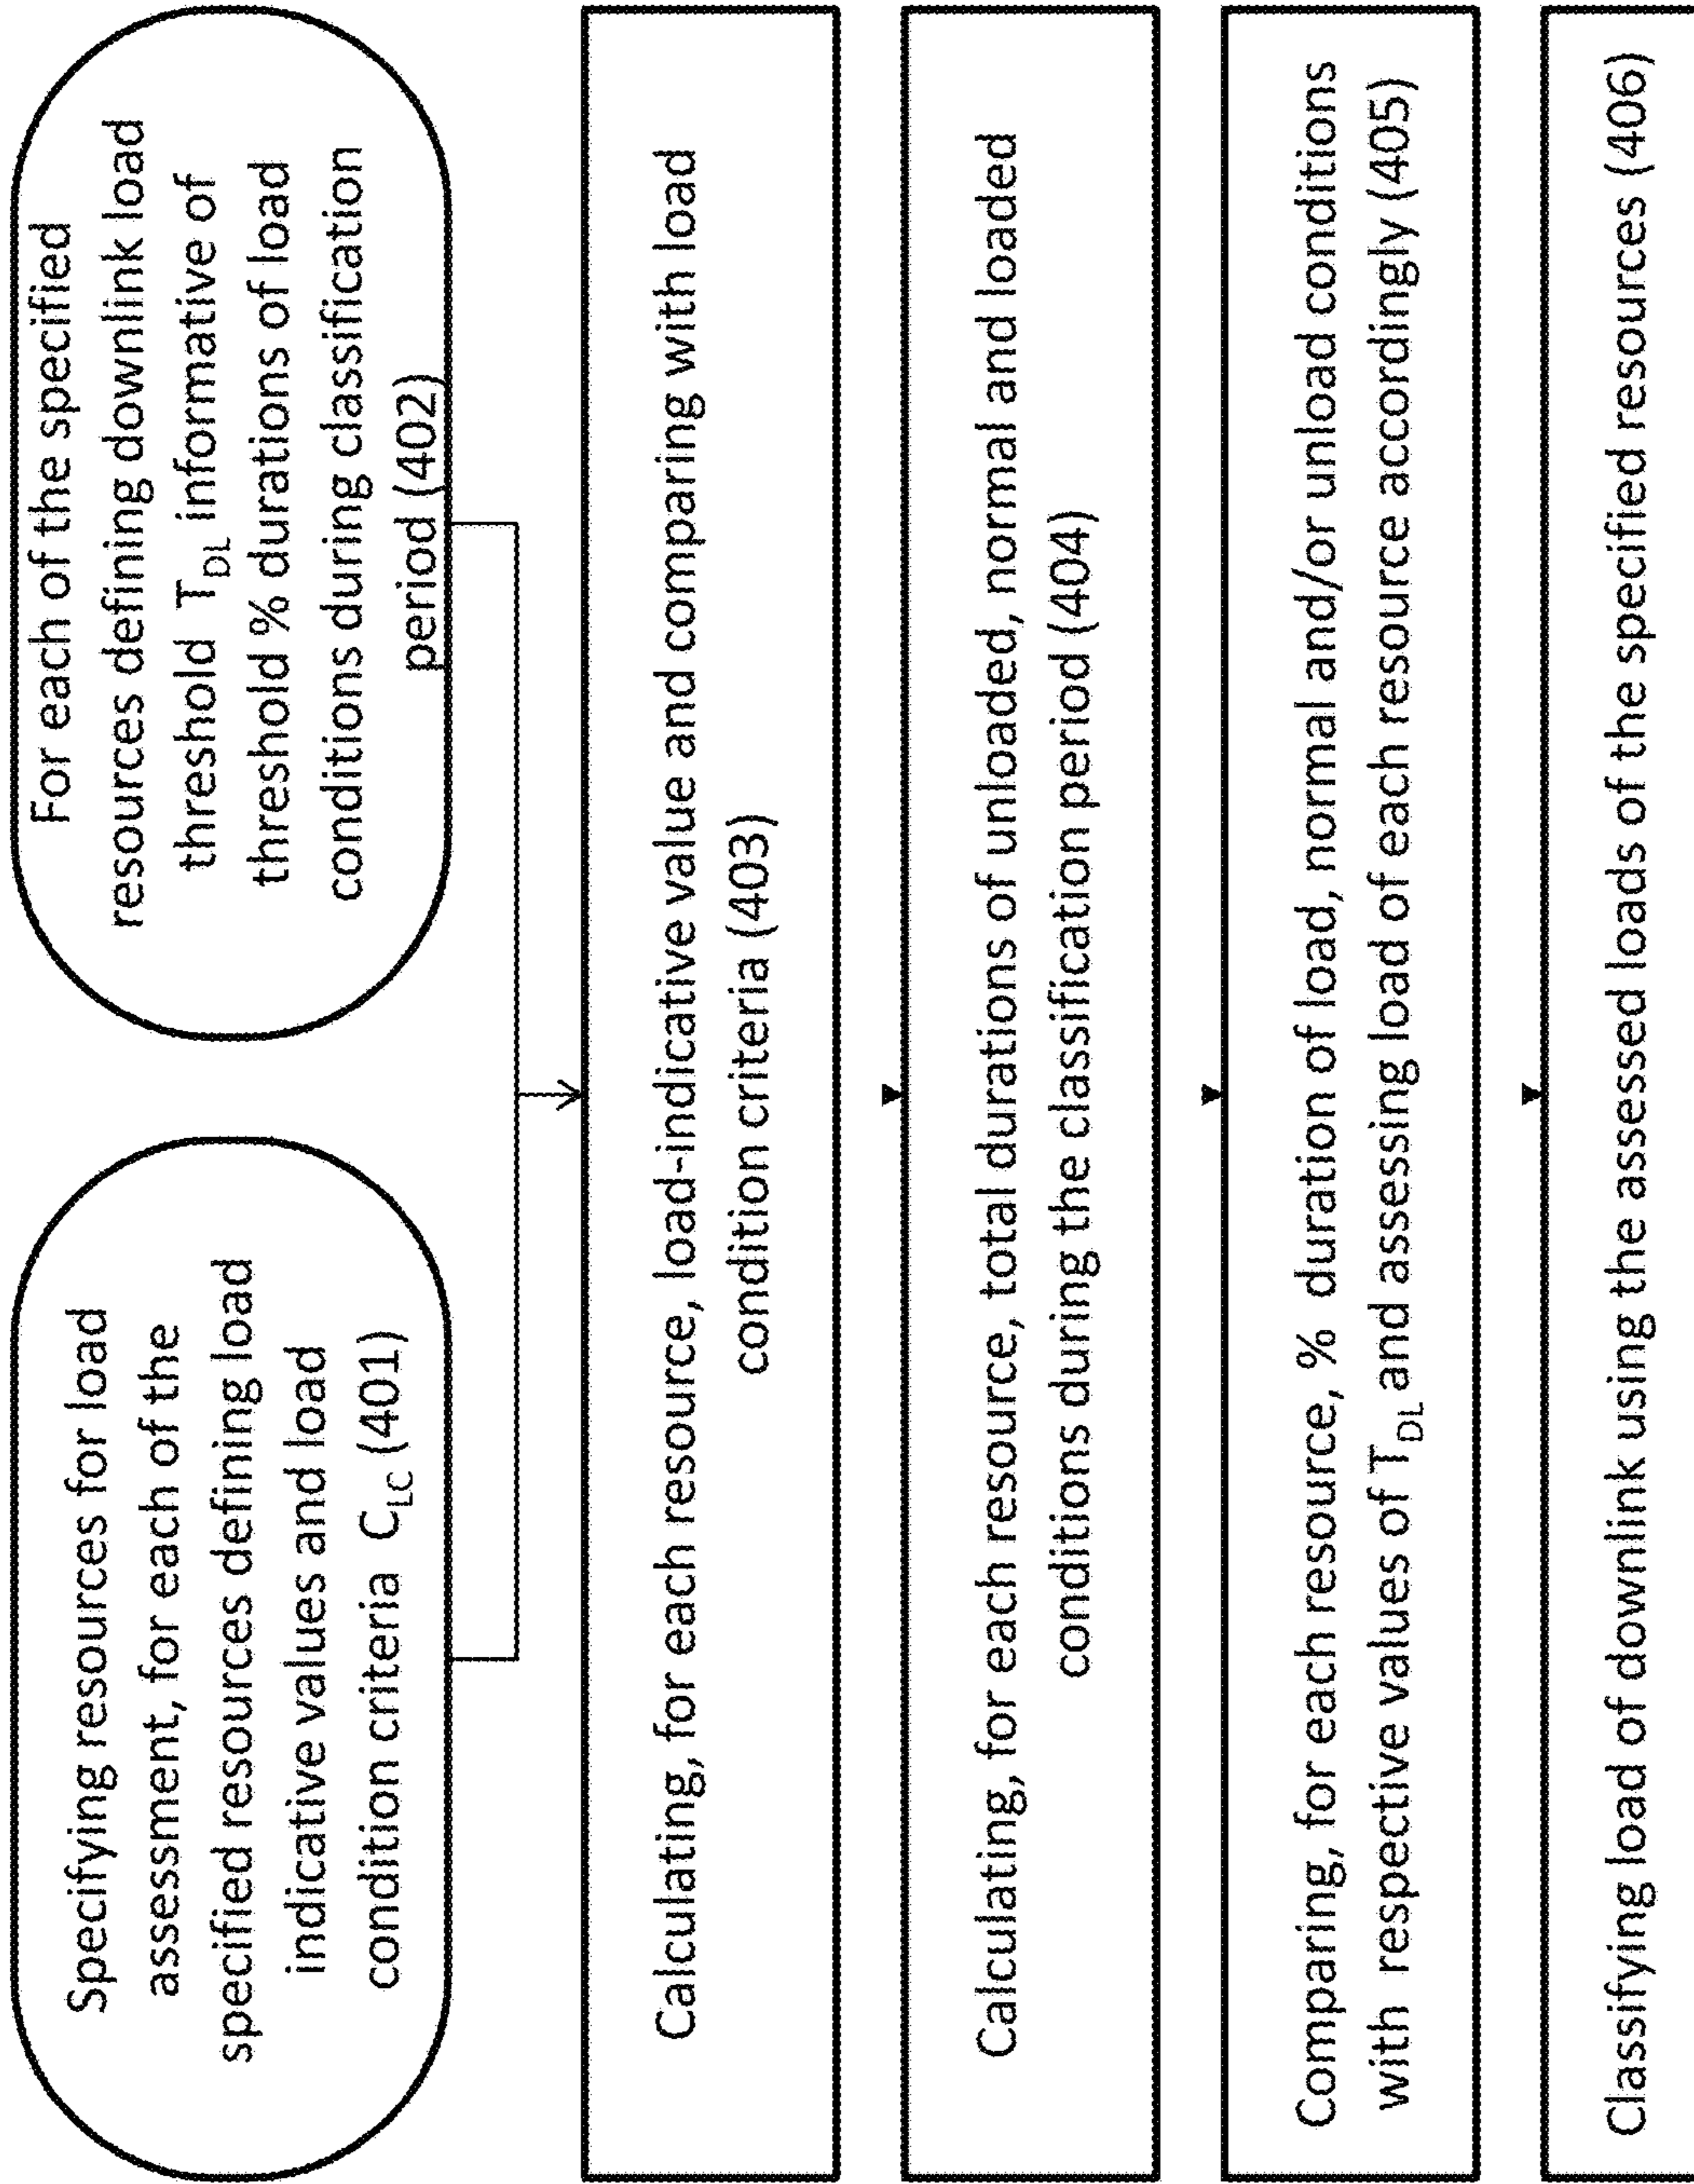 Specifying resources for load
assessment, for each of the
specified resources defining load
indicative values and load
condition criteria C_LC (401)
For each of the specified
resources defining downlink load
threshold T_DL informative of
threshold % durations of load
conditions during classification
period (402)
Calculating, for each resource, load-indicative value and comparing with load
condition criteria (403)
Calculating, for each resource, total durations of unloaded, normal and loaded
conditions during the classification period (404)
Comparing, for each resource, % duration of load, normal and/or unload conditions
with respective values of T_DL and assessing load of each resource accordingly (405)
Classifying load of downlink using the assessed loads of the specified resources (406)